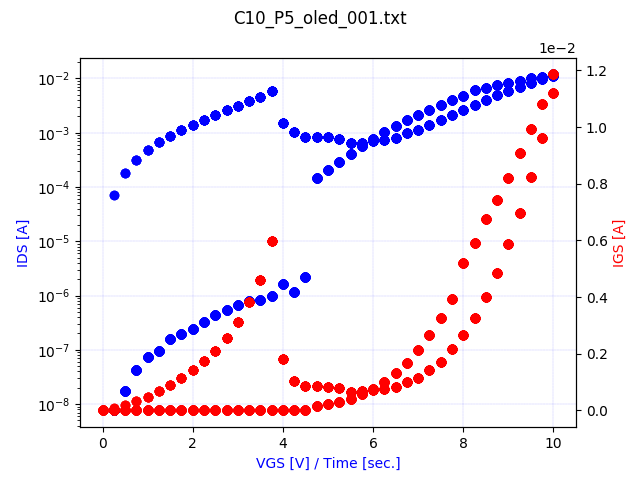 C10_P5_oled_001.txt
1e−2
10⁻²
10⁻³
10⁻⁴
10⁻⁵
10⁻⁶
10⁻⁷
10⁻⁸
IDS [A]
1.2
1.0
0.8
0.6
0.4
0.2
0.0
IGS [A]
0 2 4 6 8 10
VGS [V] / Time [sec.]